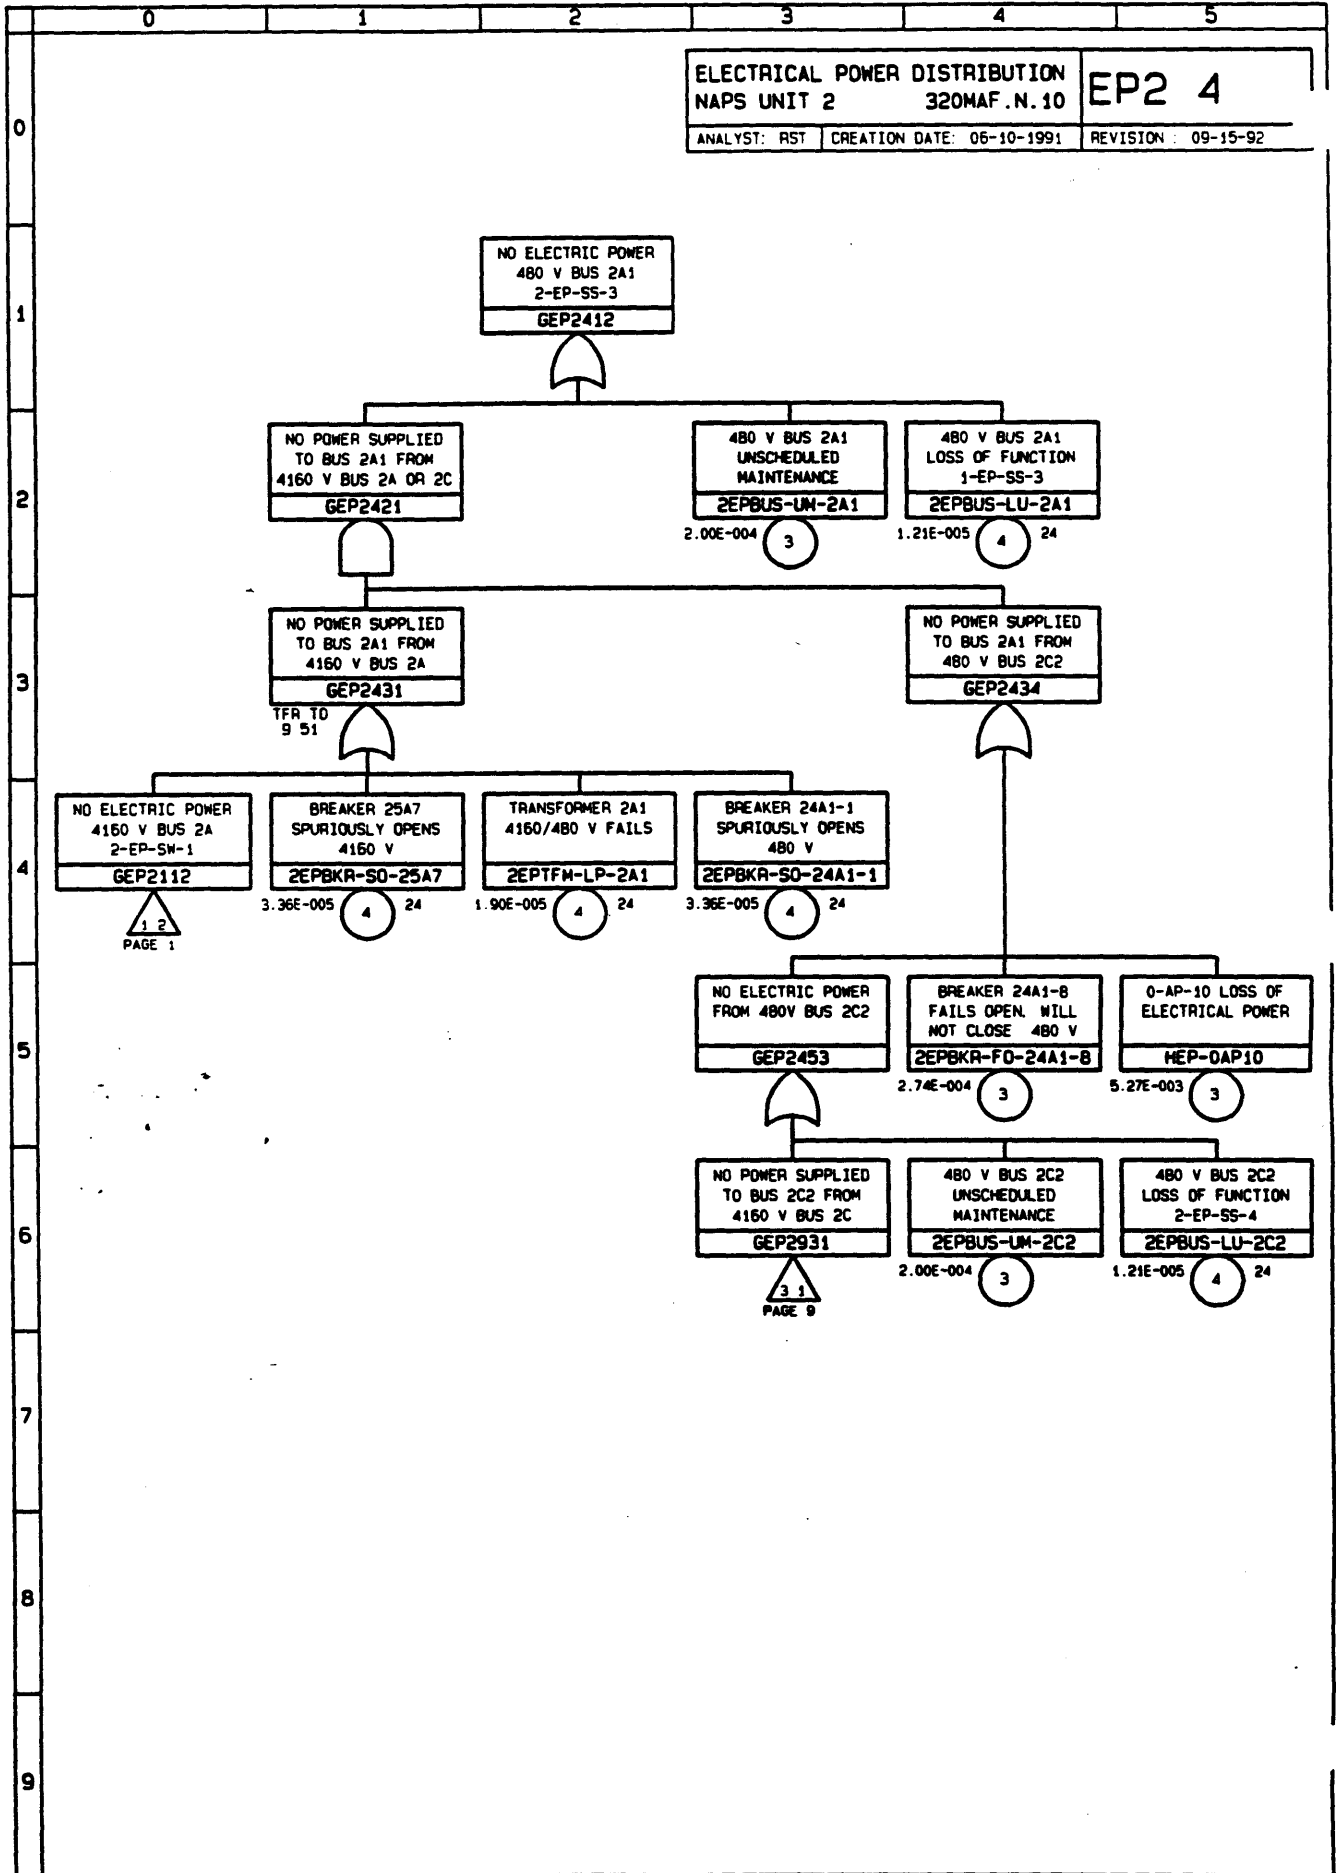 0 1 2 3 4 5
ELECTRICAL POWER DISTRIBUTION
NAPS UNIT 2 320MAF.N.10
EP2 4
ANALYST: RST CREATION DATE: 06-10-1991 REVISION : 09-15-92
0
NO ELECTRIC POWER
480 V BUS 2A1
2-EP-SS-3
GEP2412
1
NO POWER SUPPLIED
TO BUS 2A1 FROM
4160 V BUS 2A OR 2C
GEP2421
480 V BUS 2A1
UNSCHEDULED
MAINTENANCE
2EPBUS-UM-2A1
2.00E-004 3
480 V BUS 2A1
LOSS OF FUNCTION
1-EP-SS-3
2EPBUS-LU-2A1
1.21E-005 4 24
2
NO POWER SUPPLIED
TO BUS 2A1 FROM
4160 V BUS 2A
GEP2431
TFR TO
9 51
NO POWER SUPPLIED
TO BUS 2A1 FROM
480 V BUS 2C2
GEP2434
3
NO ELECTRIC POWER
4160 V BUS 2A
2-EP-SW-1
GEP2112
1 2
PAGE 1
BREAKER 25A7
SPURIOUSLY OPENS
4160 V
2EPBKR-SO-25A7
3.36E-005 4 24
TRANSFORMER 2A1
4160/480 V FAILS
2EPTFM-LP-2A1
1.90E-005 4 24
BREAKER 24A1-1
SPURIOUSLY OPENS
480 V
2EPBKR-SO-24A1-1
3.36E-005 4 24
4
NO ELECTRIC POWER
FROM 480V BUS 2C2
GEP2453
BREAKER 24A1-8
FAILS OPEN. WILL
NOT CLOSE 480 V
2EPBKR-FO-24A1-8
2.74E-004 3
0-AP-10 LOSS OF
ELECTRICAL POWER
HEP-0AP10
5.27E-003 3
5
NO POWER SUPPLIED
TO BUS 2C2 FROM
4160 V BUS 2C
GEP2931
3 1
PAGE 9
480 V BUS 2C2
UNSCHEDULED
MAINTENANCE
2EPBUS-UM-2C2
2.00E-004 3
480 V BUS 2C2
LOSS OF FUNCTION
2-EP-SS-4
2EPBUS-LU-2C2
1.21E-005 4 24
6
7
8
9